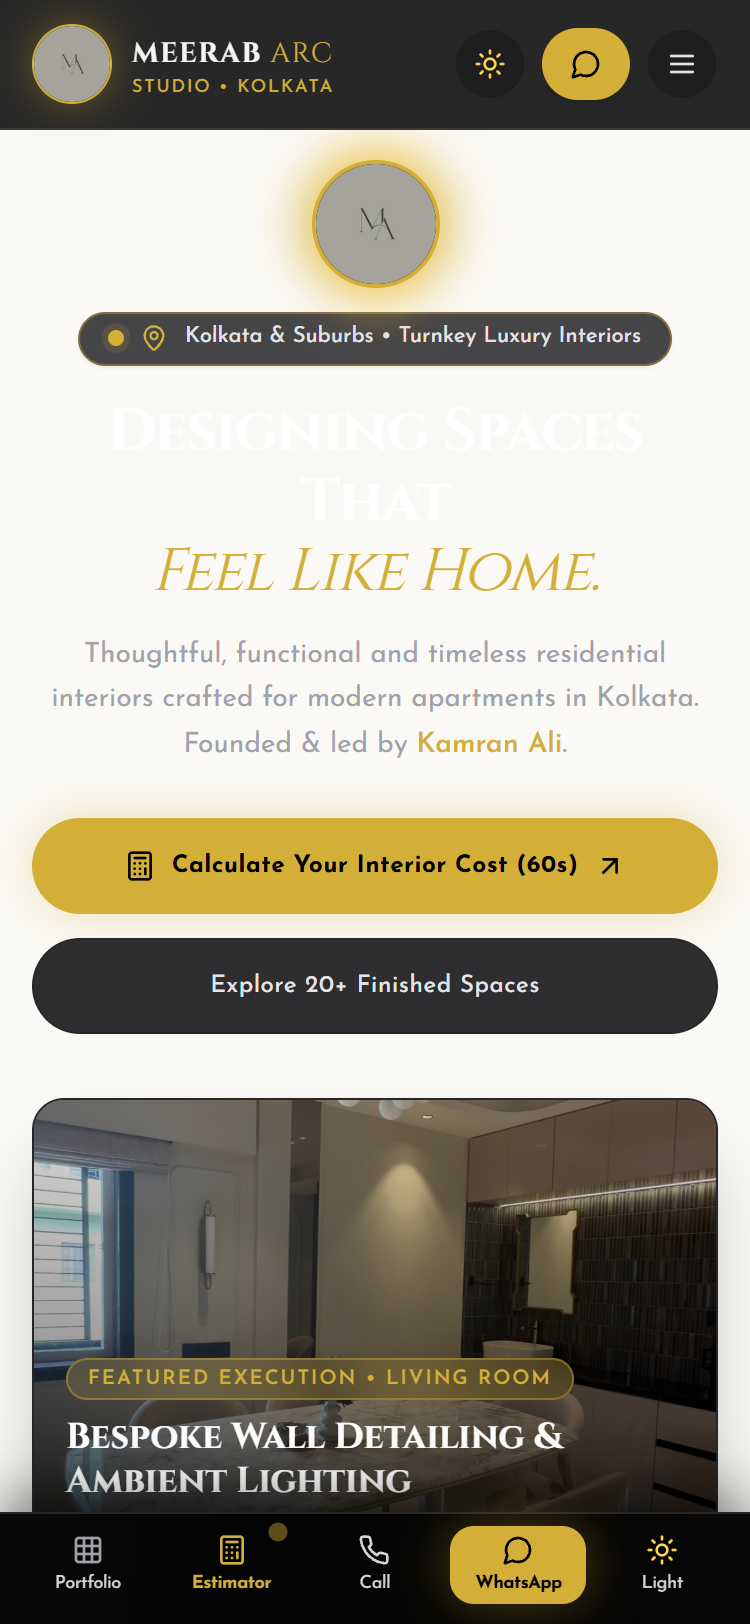 MEERAB ARC
STUDIO • KOLKATA
MA
MA
Kolkata & Suburbs • Turnkey Luxury Interiors
DESIGNING SPACES
THAT
FEEL LIKE HOME.
Thoughtful, functional and timeless residential
interiors crafted for modern apartments in Kolkata.
Founded & led by Kamran Ali.
Calculate Your Interior Cost (60s)
Explore 20+ Finished Spaces
FEATURED EXECUTION • LIVING ROOM
BESPOKE WALL DETAILING &
AMBIENT LIGHTING
Portfolio
Estimator
Call
WhatsApp
Light